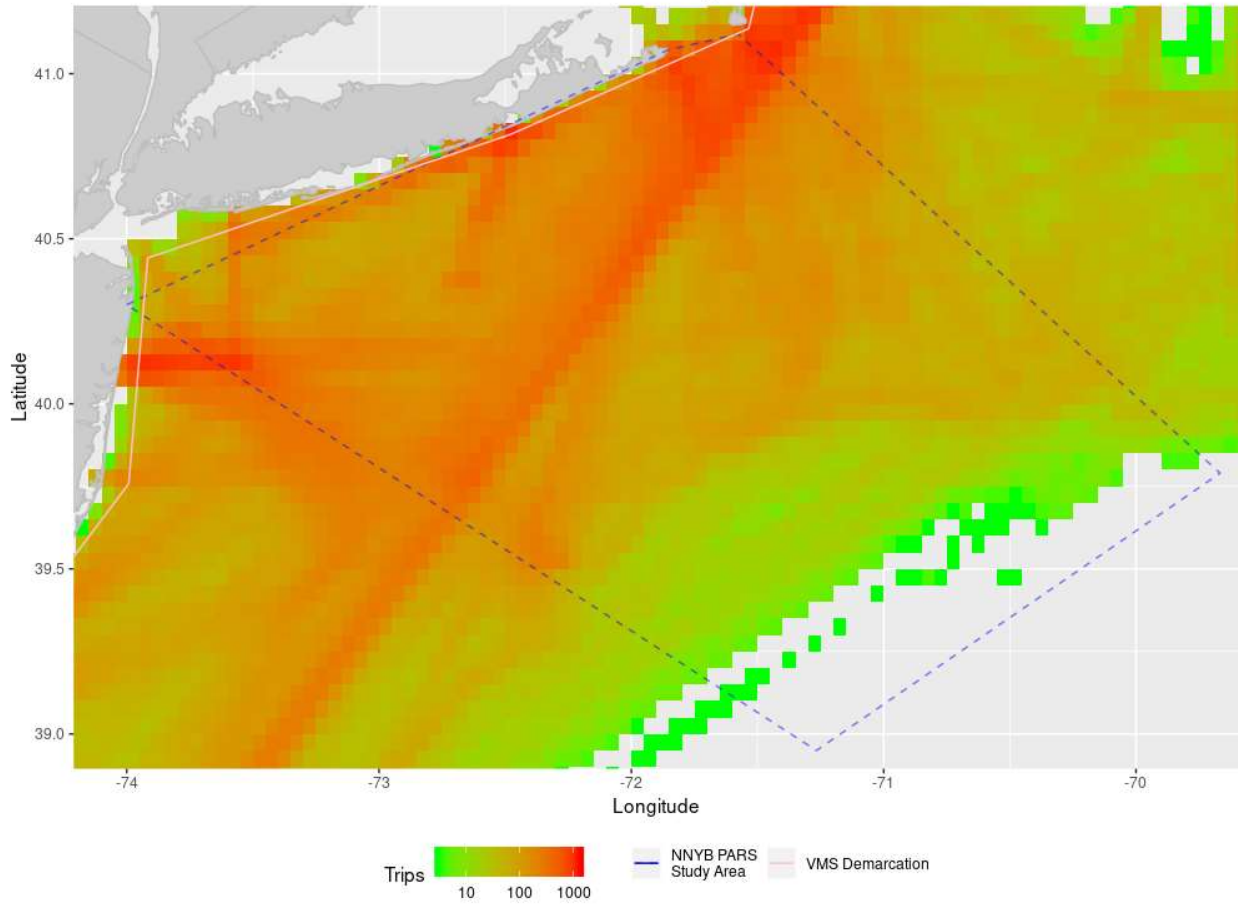 41.0
40.5
40.0
39.5
39.0
Latitude
-74
-73
-72
-71
-70
Longitude
Trips
10
100
1000
NNYB PARS
Study Area
VMS Demarcation